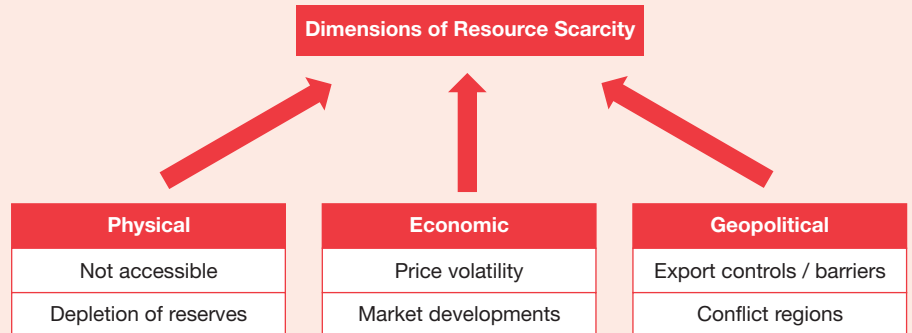 Dimensions of Resource Scarcity
Physical
Not accessible
Depletion of reserves
Economic
Price volatility
Market developments
Geopolitical
Export controls / barriers
Conflict regions